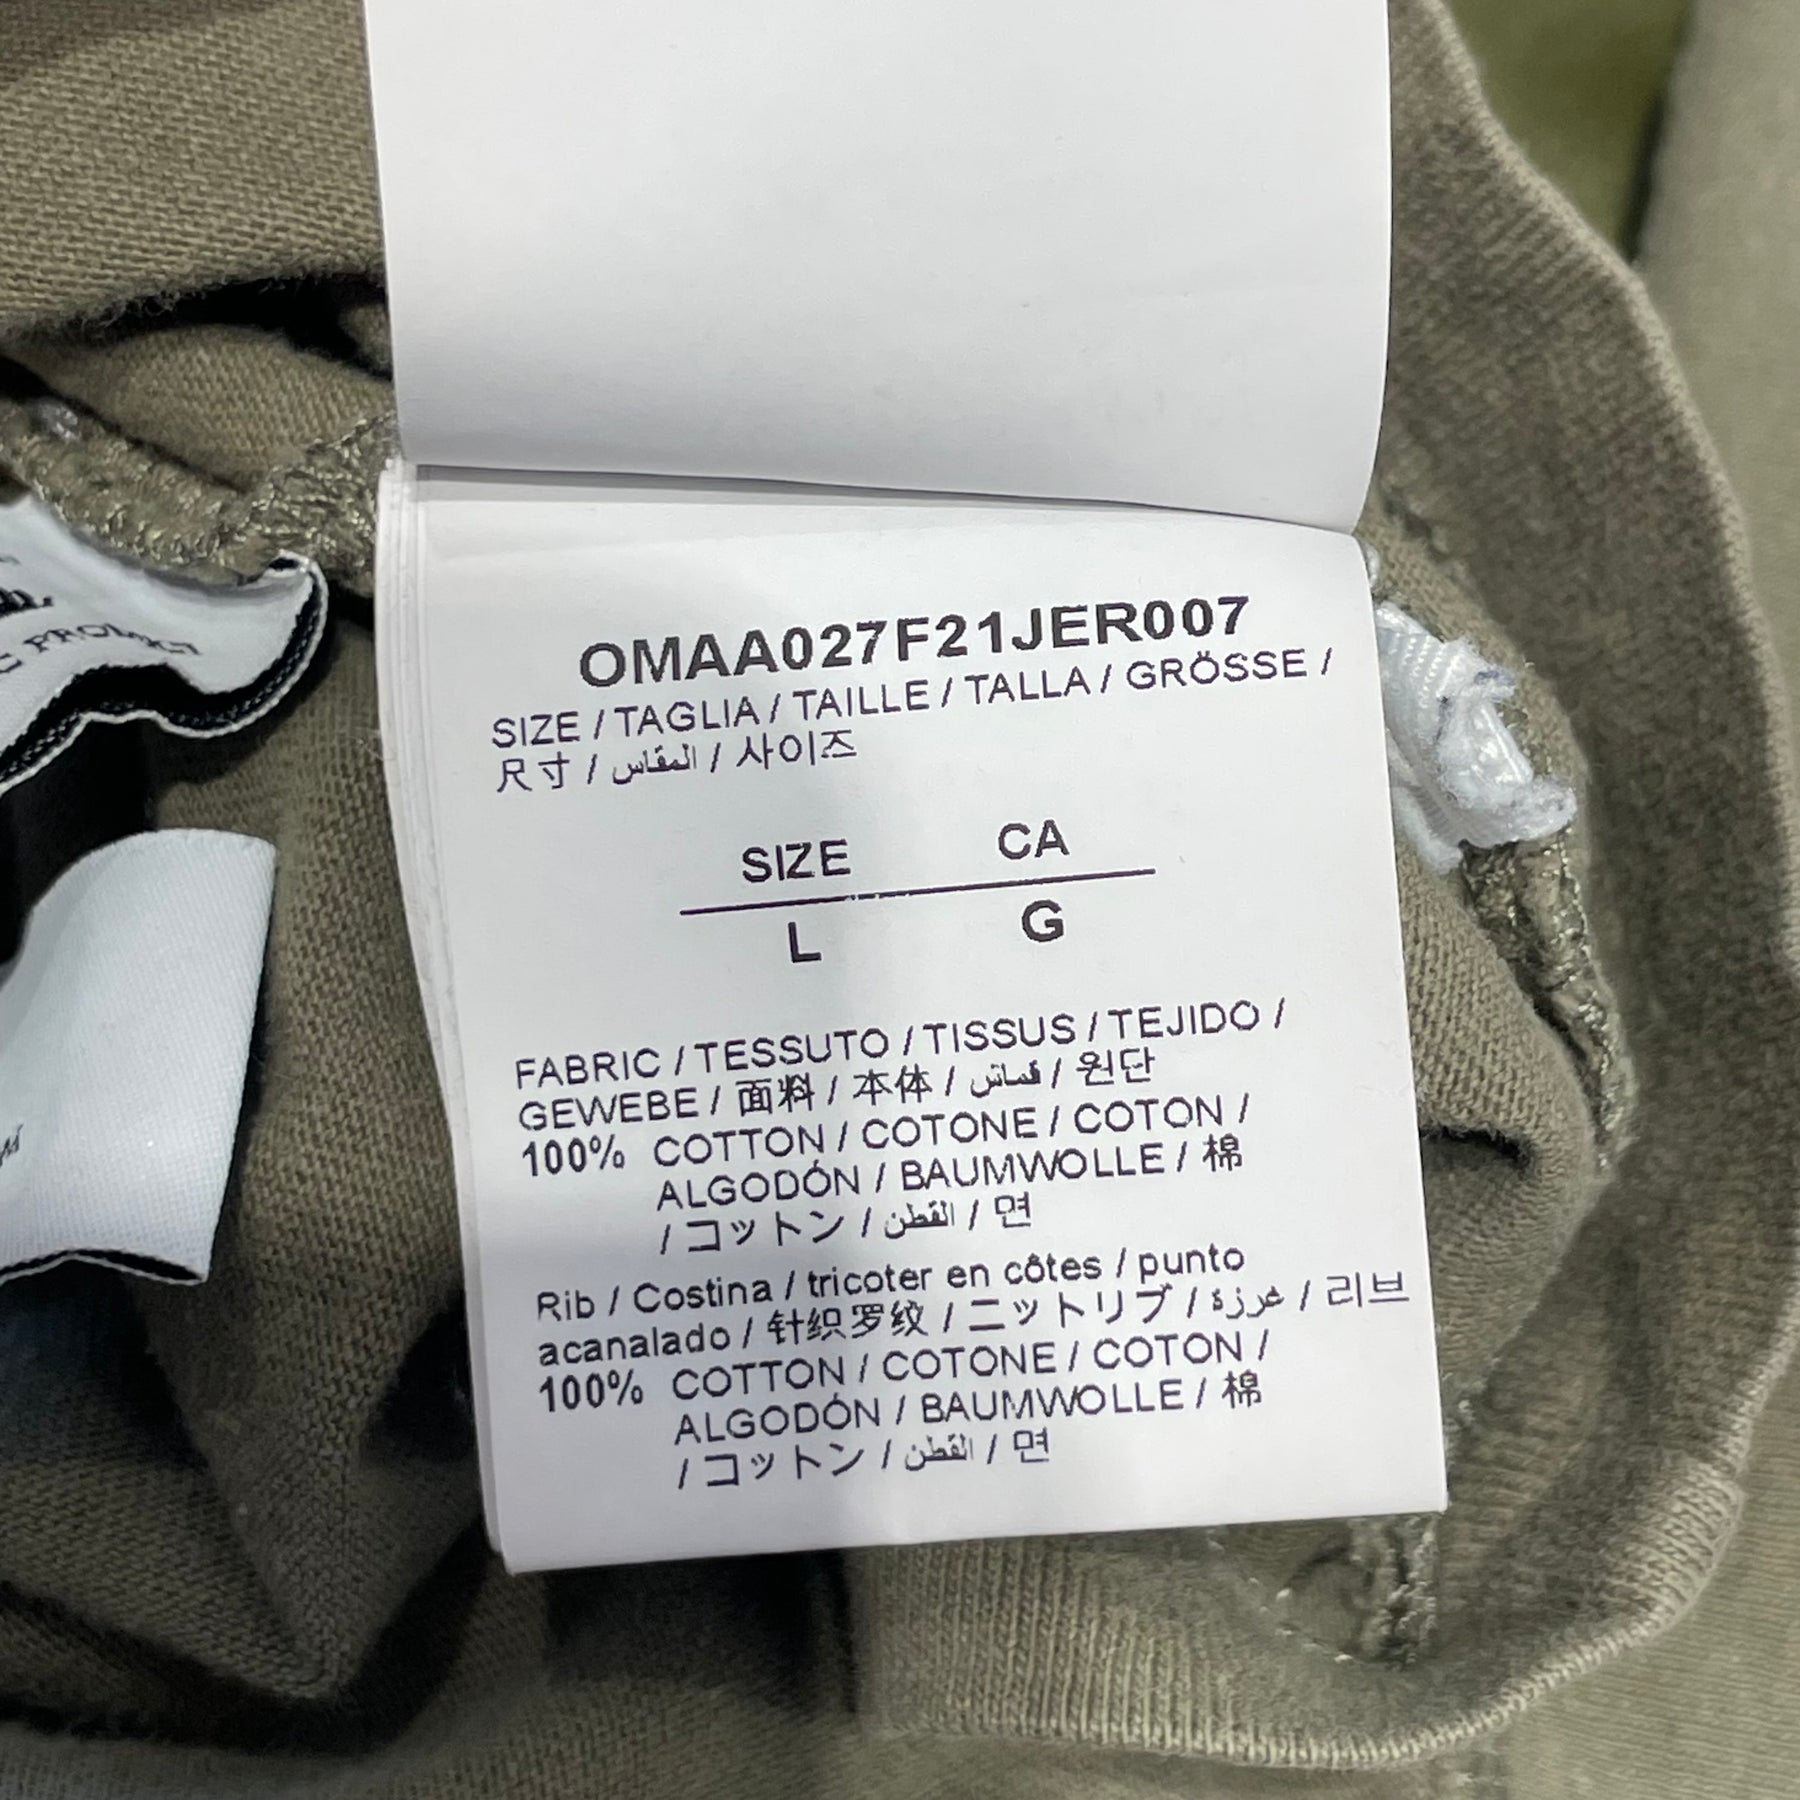 OMAA027F21JER007
SIZE / TAGLIA / TAILLE / TALLA / GRÖSSE /
尺寸 / المقاس / 사이즈
SIZE CA
L G
FABRIC / TESSUTO / TISSUS / TEJIDO /
GEWEBE / 面料 / 本体 / قماش / 원단
100% COTTON / COTONE / COTON /
ALGODÓN / BAUMWOLLE / 棉
/ コットン / القطن / 면
Rib / Costina / tricoter en côtes / punto
acanalado / 针织罗纹 / ニットリブ / غرزة / 리브
100% COTTON / COTONE / COTON /
ALGODÓN / BAUMWOLLE / 棉
/ コットン / القطن / 면